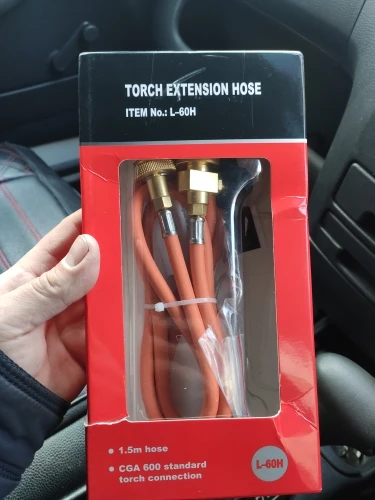 TORCH EXTENSION HOSE
ITEM No.: L-60H
1.5m hose
CGA 600 standard
torch connection
L-60H